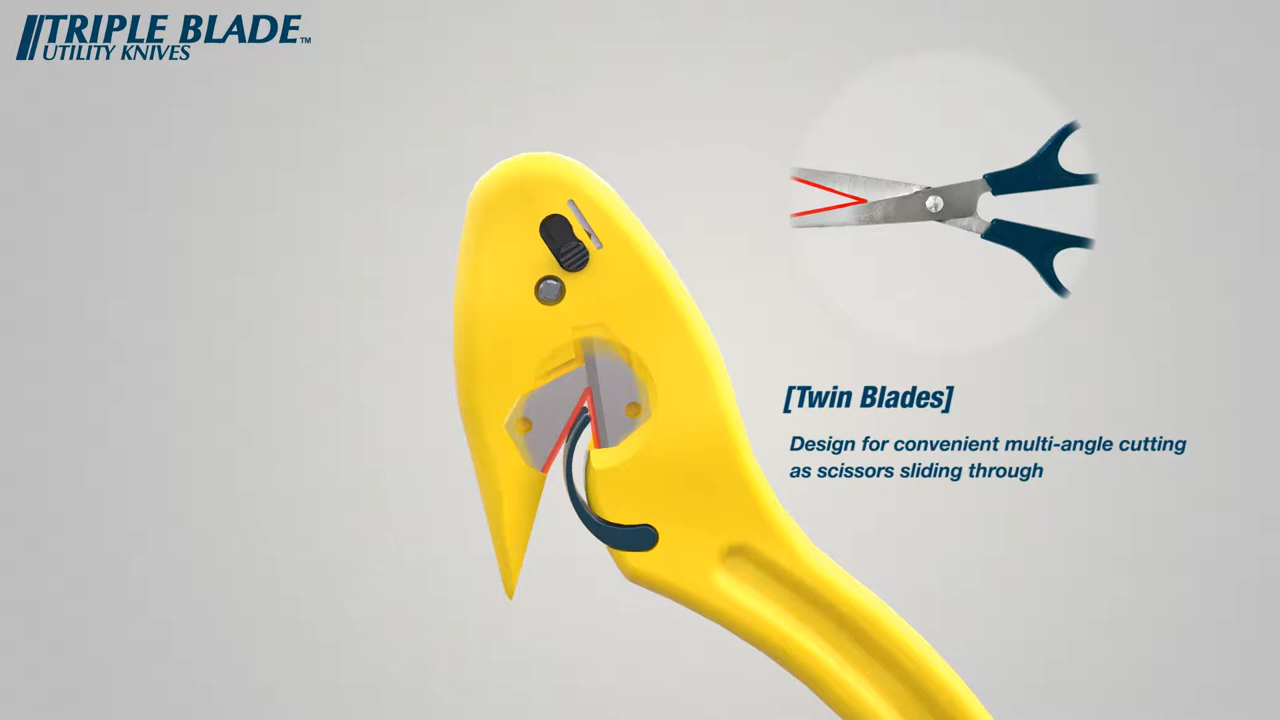 TRIPLE BLADE™
UTILITY KNIVES
[Twin Blades]
Design for convenient multi-angle cutting
as scissors sliding through